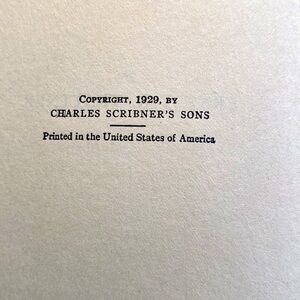 COPYRIGHT, 1929, BY
CHARLES SCRIBNER'S SONS
Printed in the United States of America